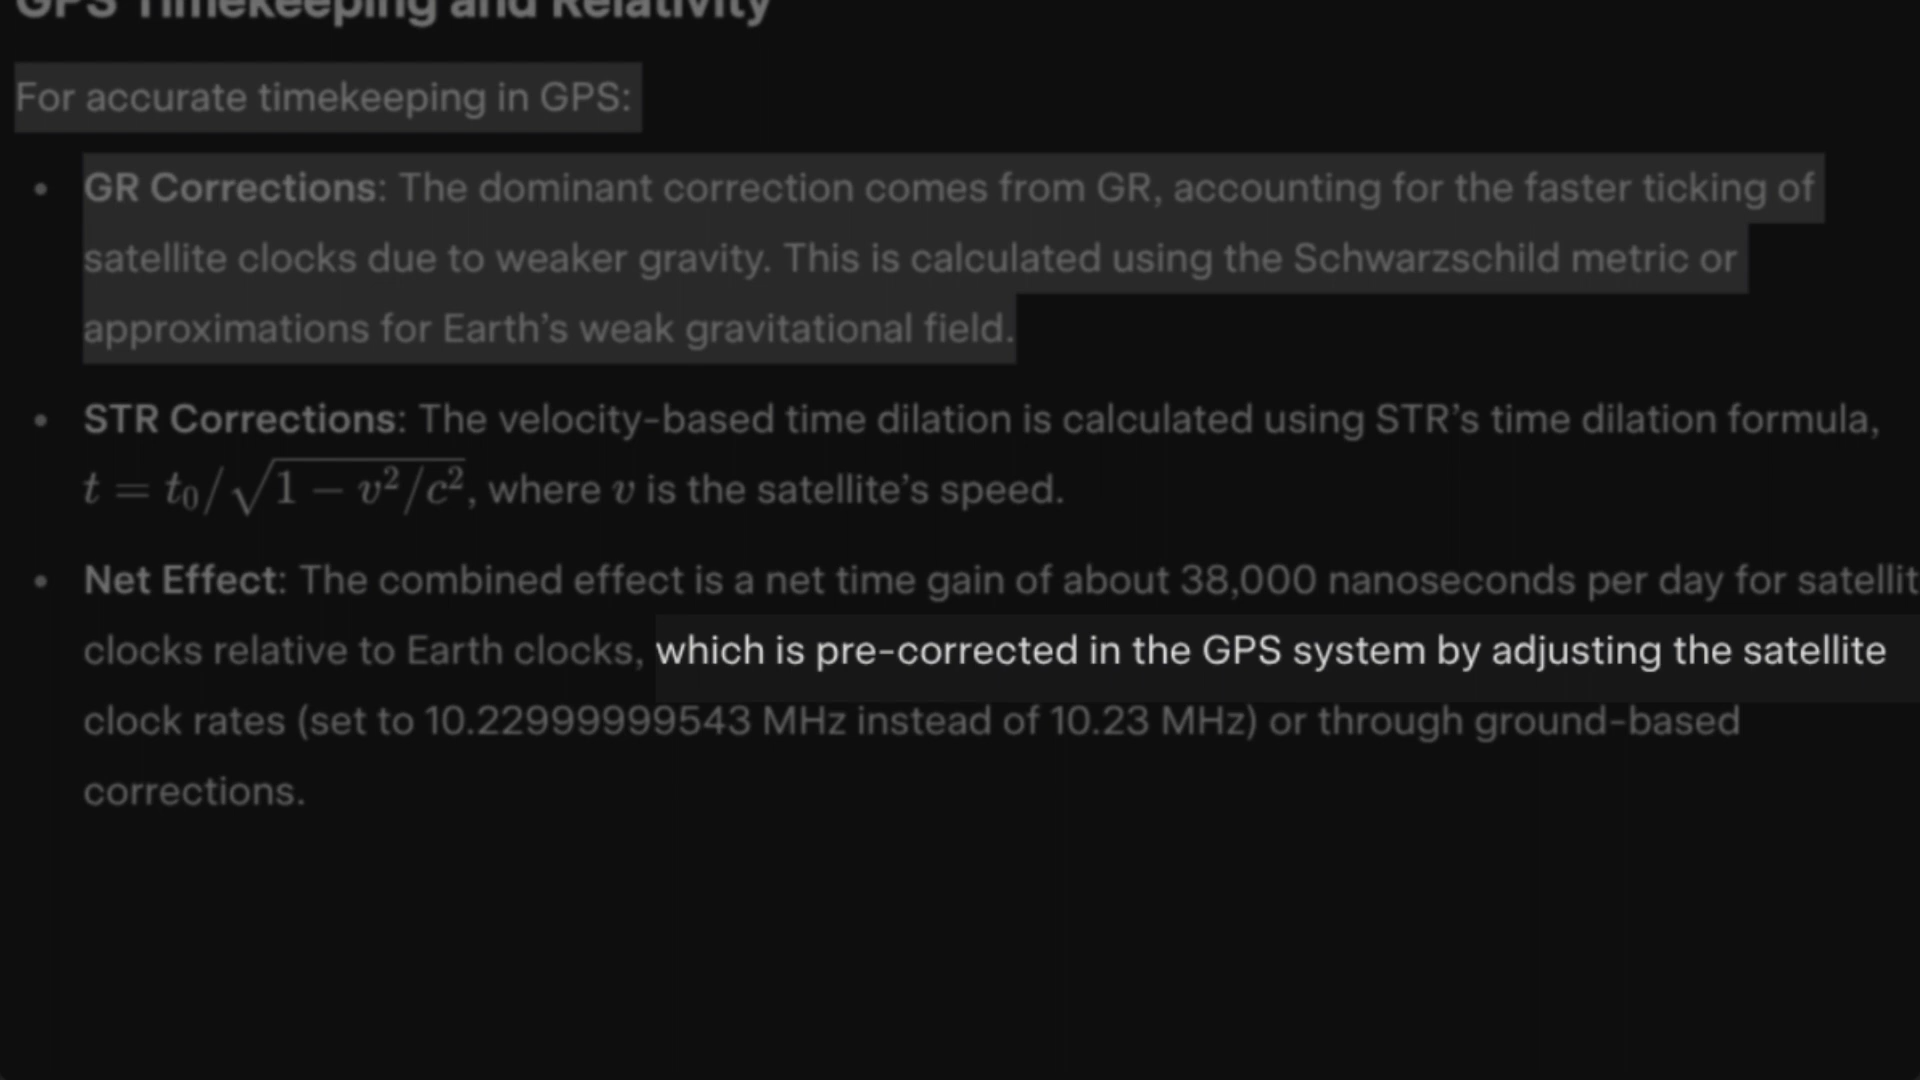 GPS Timekeeping and Relativity
For accurate timekeeping in GPS:
• GR Corrections: The dominant correction comes from GR, accounting for the faster ticking of
satellite clocks due to weaker gravity. This is calculated using the Schwarzschild metric or
approximations for Earth’s weak gravitational field.
• STR Corrections: The velocity-based time dilation is calculated using STR’s time dilation formula,
t = t₀/√1 − v²/c², where v is the satellite’s speed.
• Net Effect: The combined effect is a net time gain of about 38,000 nanoseconds per day for satellit
clocks relative to Earth clocks, which is pre-corrected in the GPS system by adjusting the satellite
clock rates (set to 10.22999999543 MHz instead of 10.23 MHz) or through ground-based
corrections.